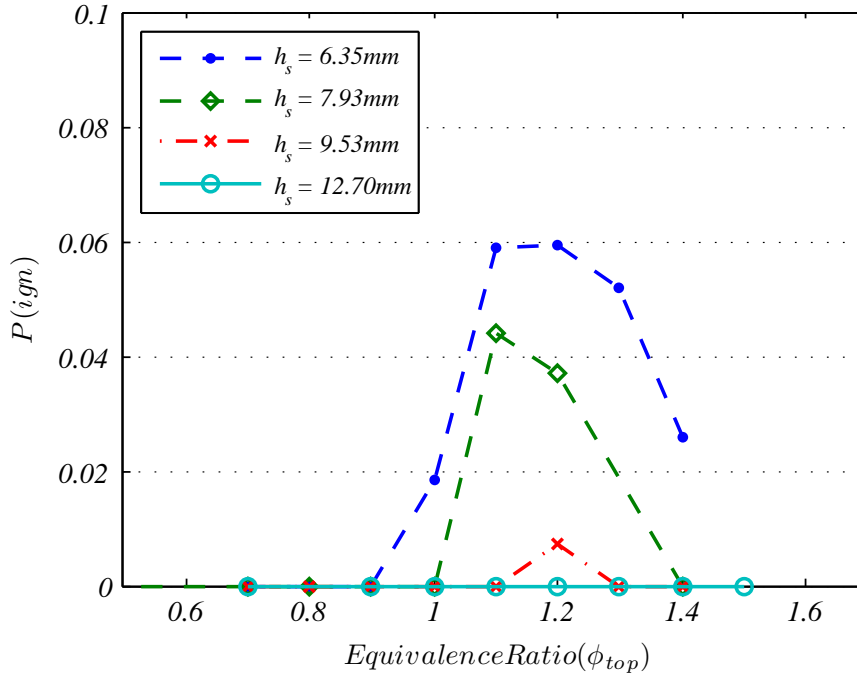 0.1
0.08
0.06
0.04
0.02
0
P(ign)
h_s = 6.35mm
h_s = 7.93mm
h_s = 9.53mm
h_s = 12.70mm
0.6 0.8 1 1.2 1.4 1.6
EquivalenceRatio(ϕ_top)